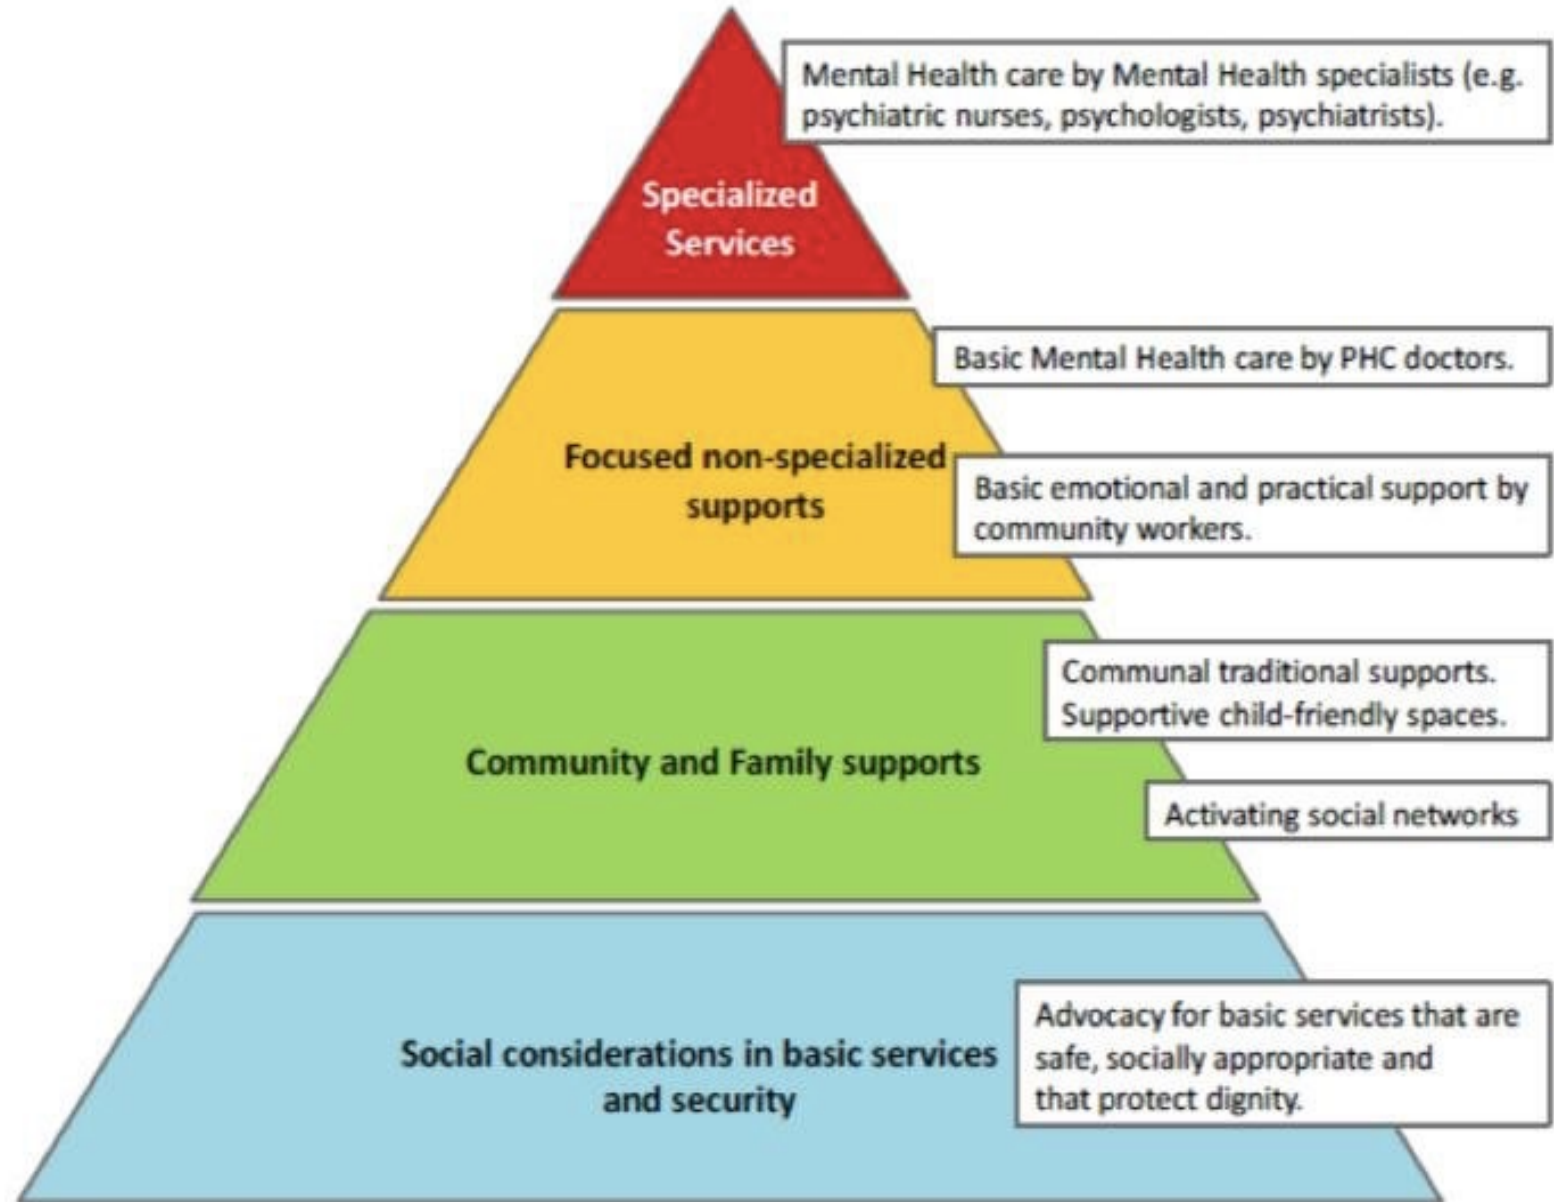 Mental Health care by Mental Health specialists (e.g.
psychiatric nurses, psychologists, psychiatrists).
Specialized
Services
Basic Mental Health care by PHC doctors.
Focused non-specialized
supports
Basic emotional and practical support by
community workers.
Communal traditional supports.
Supportive child-friendly spaces.
Community and Family supports
Activating social networks
Social considerations in basic services
and security
Advocacy for basic services that are
safe, socially appropriate and
that protect dignity.